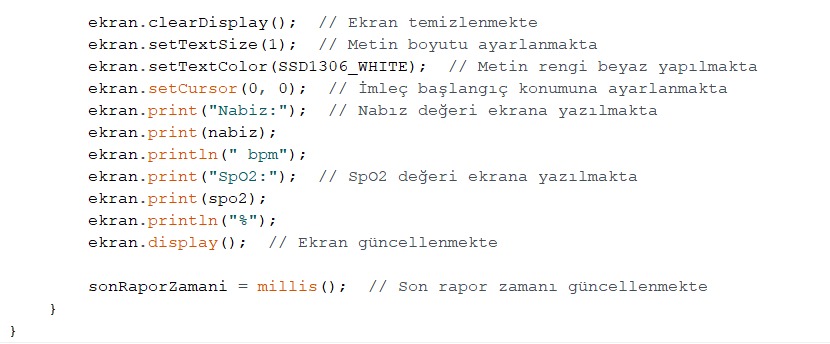 ekran.clearDisplay();  // Ekran temizlenmekte
ekran.setTextSize(1);  // Metin boyutu ayarlanmakta
ekran.setTextColor(SSD1306_WHITE);  // Metin rengi beyaz yapılmakta
ekran.setCursor(0, 0);  // İmleç başlangıç konumuna ayarlanmakta
ekran.print("Nabiz:");  // Nabız değeri ekrana yazılmakta
ekran.print(nabiz);
ekran.println(" bpm");
ekran.print("SpO2:");  // SpO2 değeri ekrana yazılmakta
ekran.print(spo2);
ekran.println("%");
ekran.display();  // Ekran güncellenmekte
sonRaporZamani = millis();  // Son rapor zamanı güncellenmekte
}
}